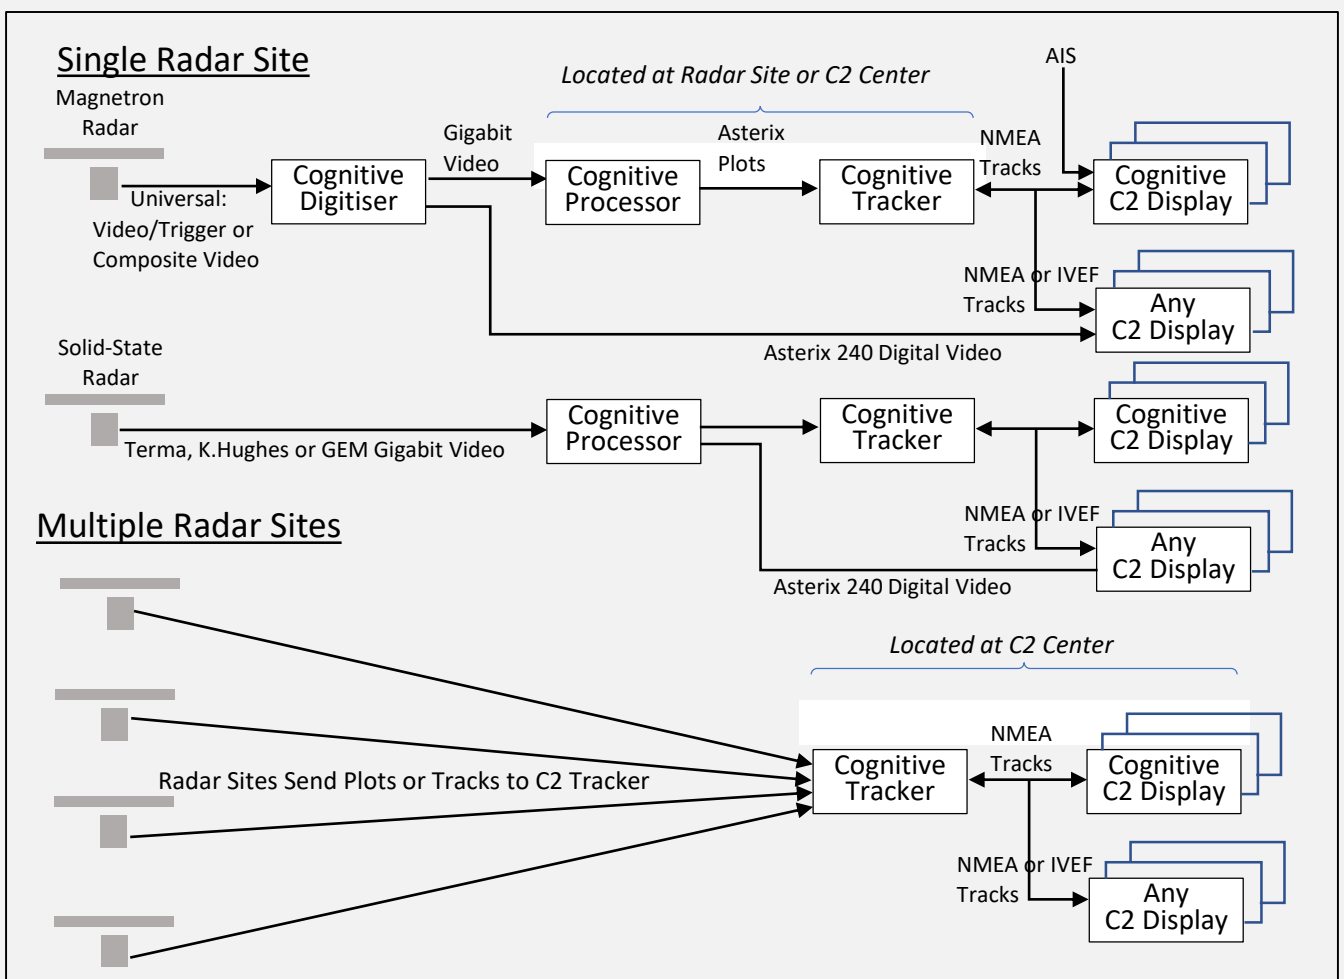 Single Radar Site
Located at Radar Site or C2 Center
AIS
Magnetron
Radar
Gigabit
Video
Asterix
Plots
NMEA
Tracks
Cognitive
Digitiser
Cognitive
Processor
Cognitive
Tracker
Cognitive
C2 Display
Universal:
Video/Trigger or
Composite Video
NMEA or IVEF
Tracks
Any
C2 Display
Asterix 240 Digital Video
Solid-State
Radar
Terma, K.Hughes or GEM Gigabit Video
Cognitive
Processor
Cognitive
Tracker
Cognitive
C2 Display
NMEA or IVEF
Tracks
Any
C2 Display
Asterix 240 Digital Video
Multiple Radar Sites
Located at C2 Center
Radar Sites Send Plots or Tracks to C2 Tracker
Cognitive
Tracker
NMEA
Tracks
Cognitive
C2 Display
NMEA or IVEF
Tracks
Any
C2 Display